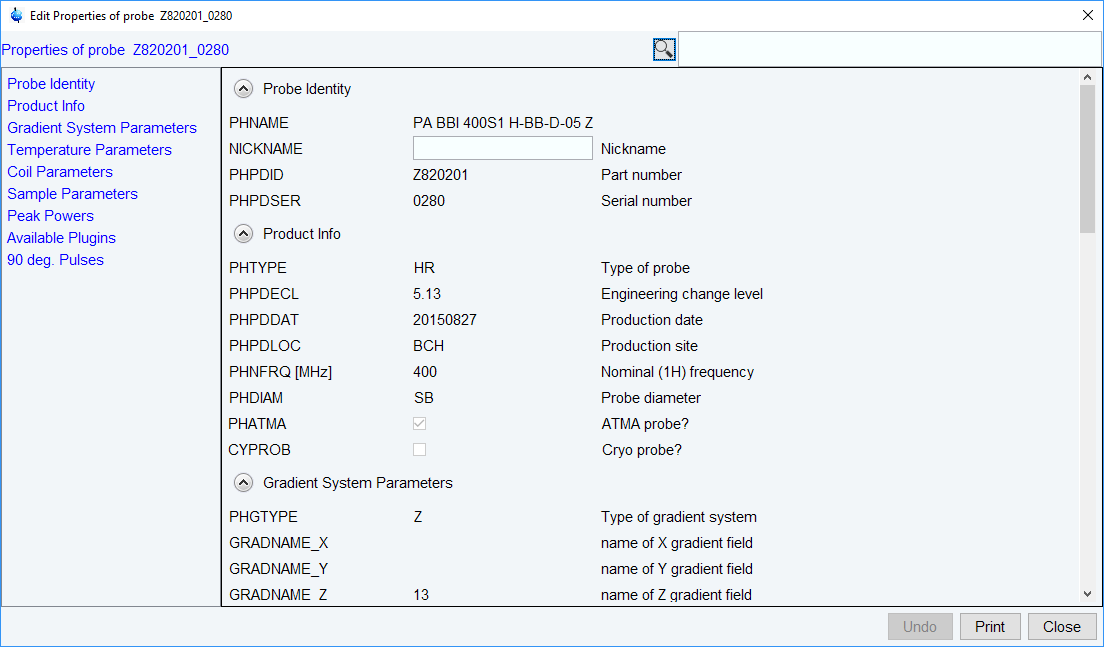 Edit Properties of probe Z820201_0280
Properties of probe Z820201_0280
Probe Identity
Product Info
Gradient System Parameters
Temperature Parameters
Coil Parameters
Sample Parameters
Peak Powers
Available Plugins
90 deg. Pulses
Probe Identity
PHNAME PA BBI 400S1 H-BB-D-05 Z
NICKNAME Nickname
PHPDID Z820201 Part number
PHPDSER 0280 Serial number
Product Info
PHTYPE HR Type of probe
PHPDECL 5.13 Engineering change level
PHPDDAT 20150827 Production date
PHPDLOC BCH Production site
PHNFRQ [MHz] 400 Nominal (1H) frequency
PHDIAM SB Probe diameter
PHATMA ATMA probe?
CYPROB Cryo probe?
Gradient System Parameters
PHGTYPE Z Type of gradient system
GRADNAME_X name of X gradient field
GRADNAME_Y name of Y gradient field
GRADNAME_Z 13 name of Z gradient field
Undo Print Close